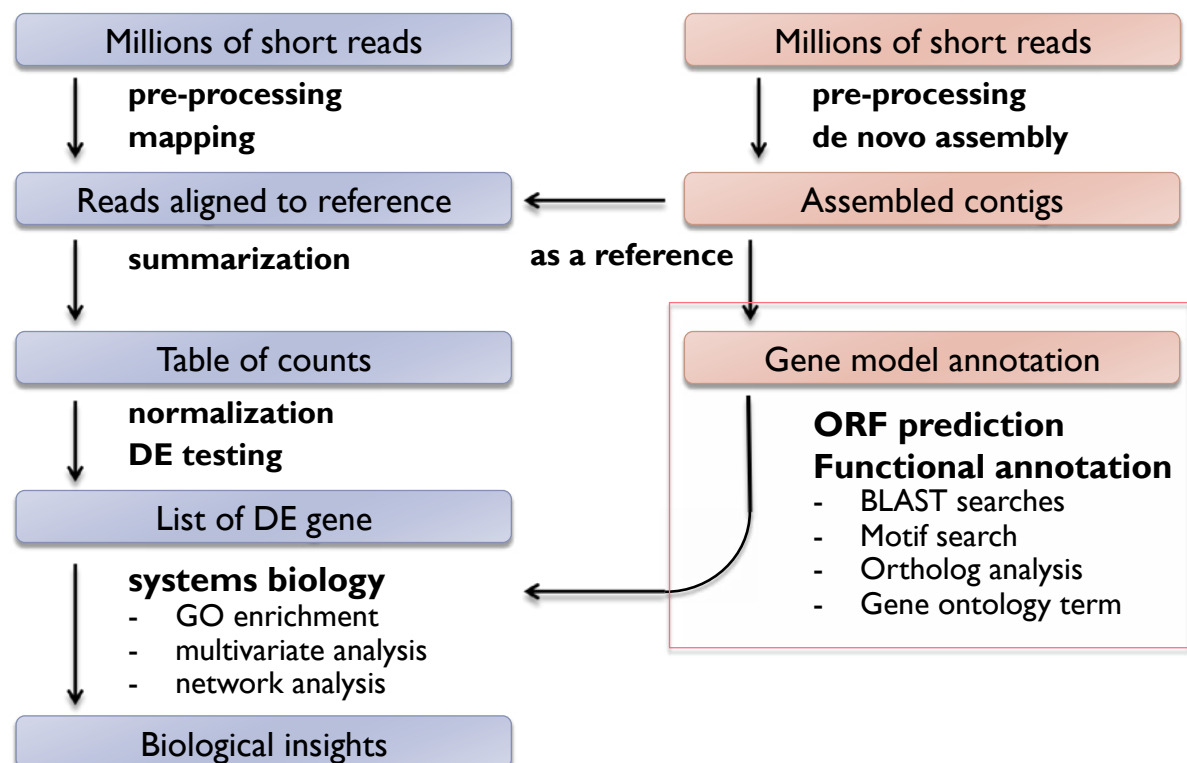 Millions of short reads
pre-processing
mapping
Reads aligned to reference
summarization
Table of counts
normalization
DE testing
List of DE gene
systems biology
- GO enrichment
- multivariate analysis
- network analysis
Biological insights
Millions of short reads
pre-processing
de novo assembly
Assembled contigs
as a reference
Gene model annotation
ORF prediction
Functional annotation
- BLAST searches
- Motif search
- Ortholog analysis
- Gene ontology term